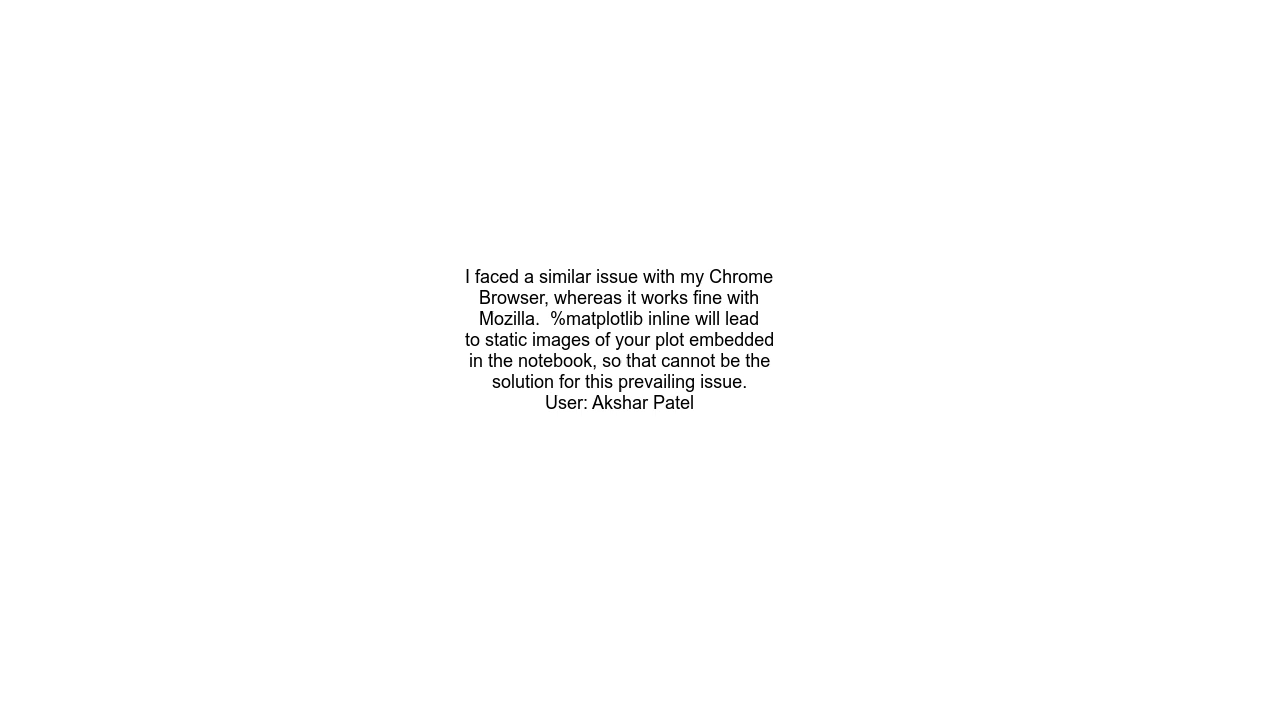 I faced a similar issue with my Chrome
Browser, whereas it works fine with
Mozilla.  %matplotlib inline will lead
to static images of your plot embedded
in the notebook, so that cannot be the
solution for this prevailing issue.
User: Akshar Patel